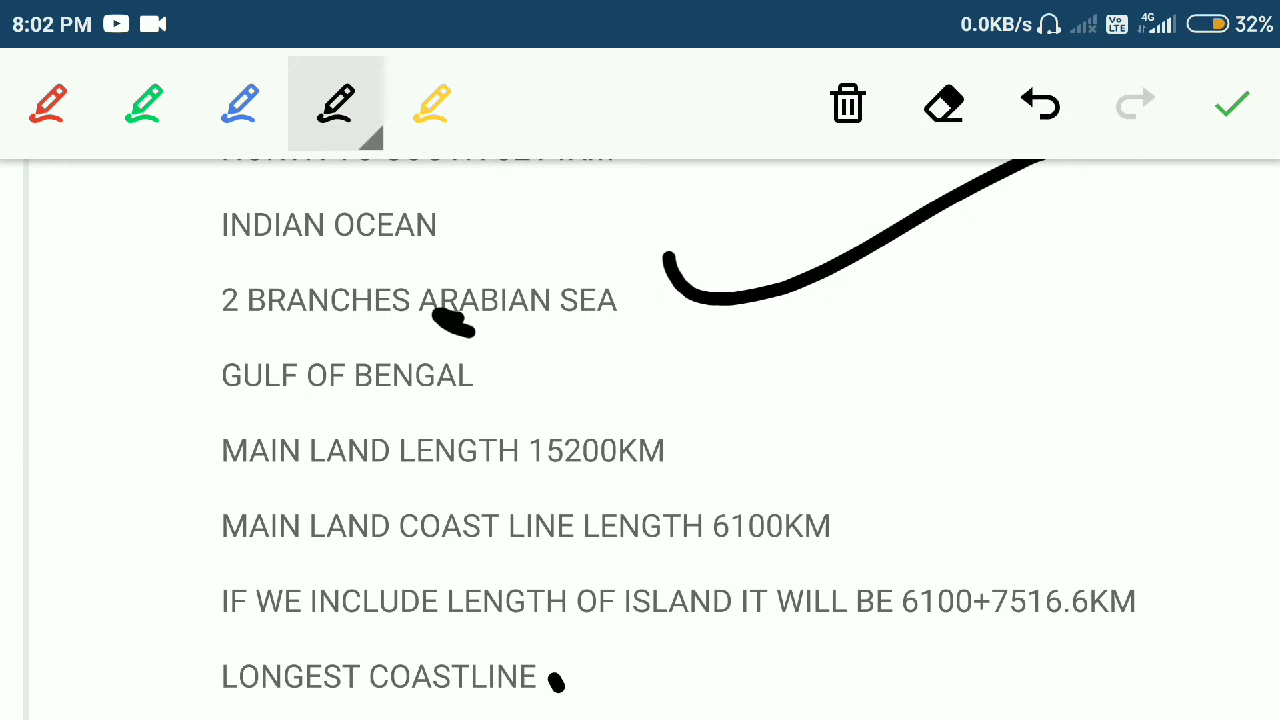 8:02 PM 0.0KB/s Vo LTE 4G 32%
INDIAN OCEAN
2 BRANCHES ARABIAN SEA
GULF OF BENGAL
MAIN LAND LENGTH 15200KM
MAIN LAND COAST LINE LENGTH 6100KM
IF WE INCLUDE LENGTH OF ISLAND IT WILL BE 6100+7516.6KM
LONGEST COASTLINE